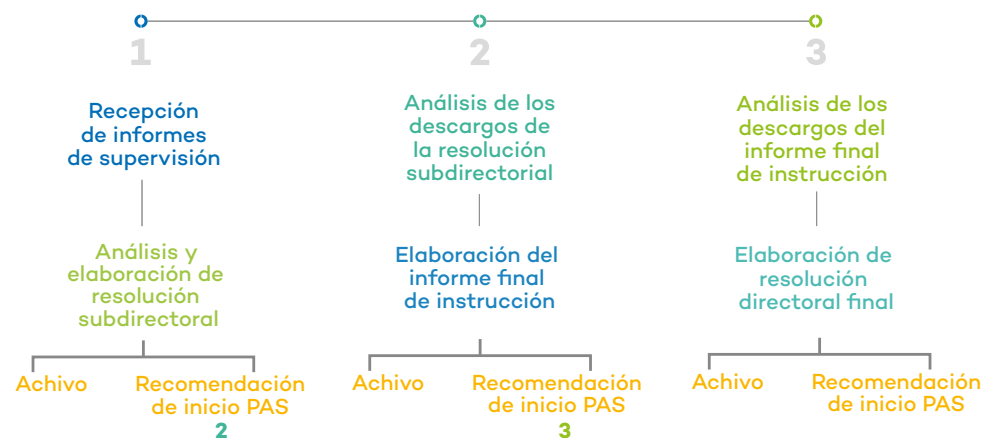 1
Recepción
de informes
de supervisión
Análisis y
elaboración de
resolución
subdirectoral
Achivo
Recomendación
de inicio PAS
2
2
Análisis de los
descargos de
la resolución
subdirectorial
Elaboración del
informe final
de instrucción
Achivo
Recomendación
de inicio PAS
3
3
Análisis de los
descargos del
informe final
de instrucción
Elaboración de
resolución
directoral final
Achivo
Recomendación
de inicio PAS